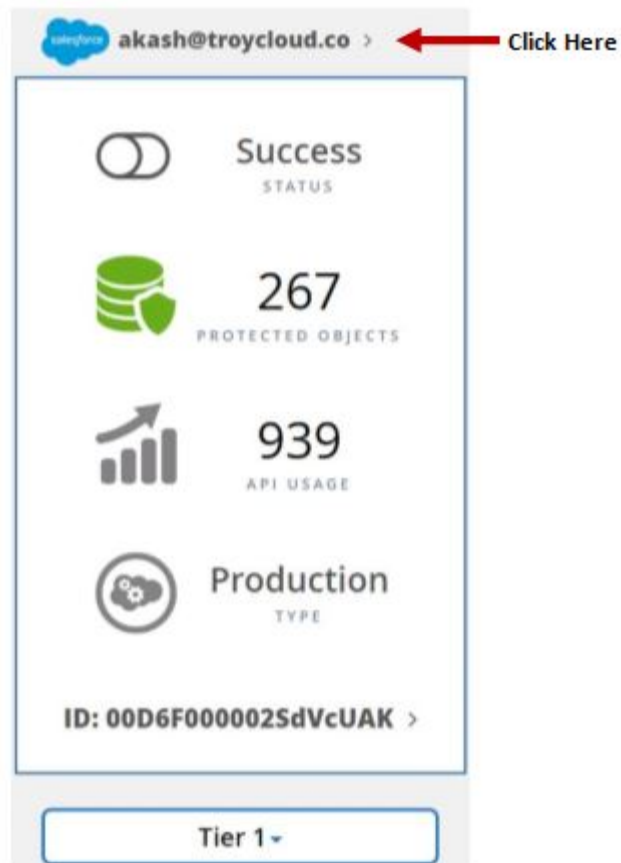 salesforce akash@troycloud.co >
Click Here
Success
STATUS
267
PROTECTED OBJECTS
939
API USAGE
Production
TYPE
ID: 00D6F000002SdVcUAK >
Tier 1